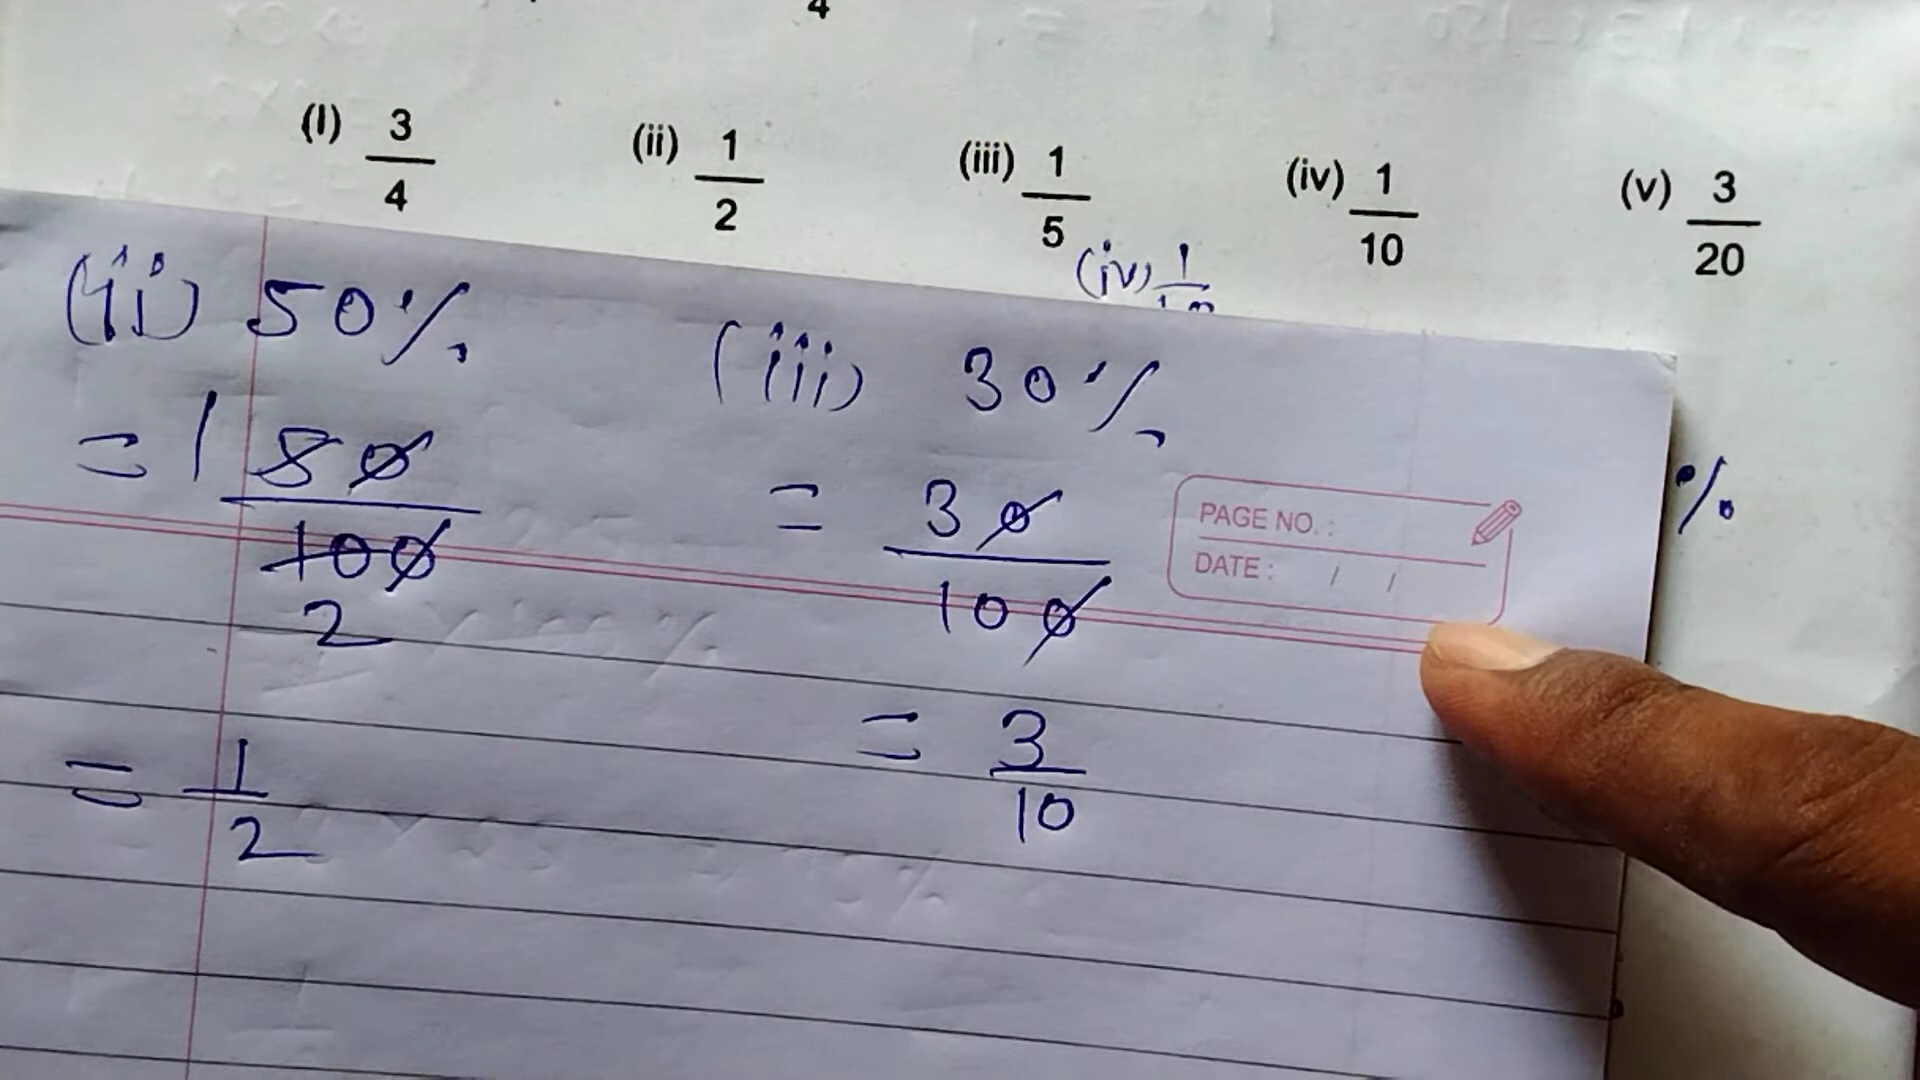 4
(I) 3/4 (ii) 1/2 (iii) 1/5 (iv) 1/10 (v) 3/20
(iv) 1/10
(ii) 50%
= 1 50/100 2
= 1/2
(iii) 30%
= 30/100
= 3/10
PAGE NO. :
DATE : / /
%